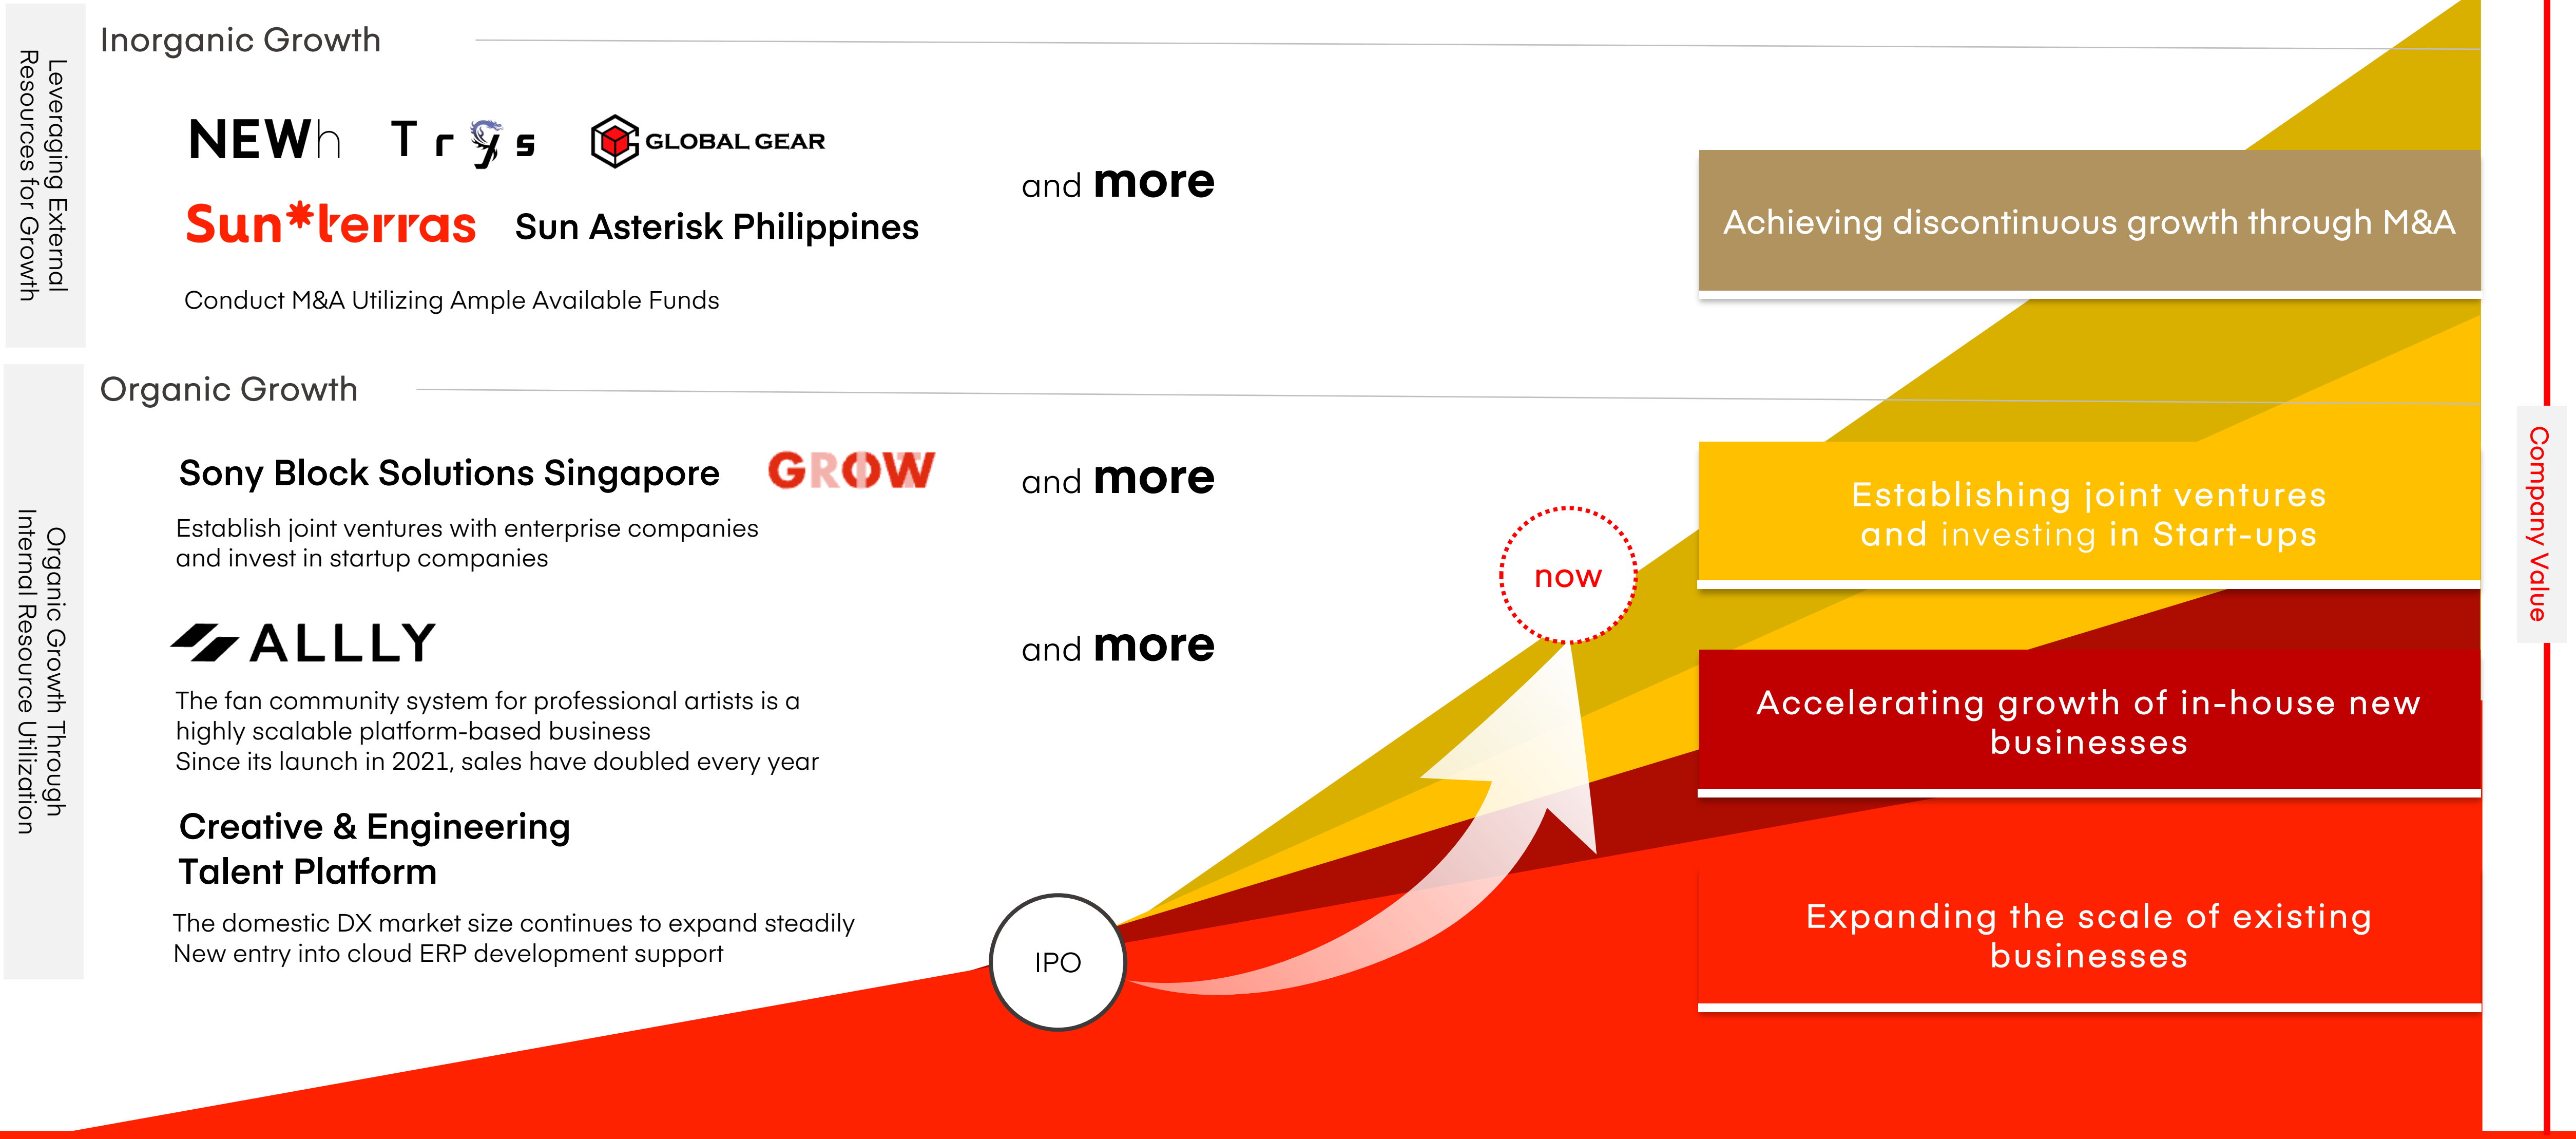 Leveraging External
Resources for Growth
Inorganic Growth
NEWh
Trys
GLOBAL GEAR
Sun*terras
Sun Asterisk Philippines
and more
Conduct M&A Utilizing Ample Available Funds
Achieving discontinuous growth through M&A
Organic Growth Through
Internal Resource Utilization
Organic Growth
Sony Block Solutions Singapore
GROW
and more
Establish joint ventures with enterprise companies
and invest in startup companies
Establishing joint ventures
and investing in Start-ups
now
ALLLY
and more
The fan community system for professional artists is a
highly scalable platform-based business
Since its launch in 2021, sales have doubled every year
Accelerating growth of in-house new
businesses
Creative & Engineering
Talent Platform
The domestic DX market size continues to expand steadily
New entry into cloud ERP development support
IPO
Expanding the scale of existing
businesses
Company Value